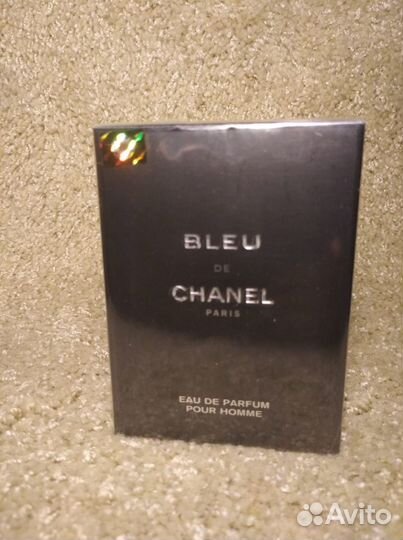 BLEU
DE
CHANEL
PARIS
EAU DE PARFUM
POUR HOMME
Avito